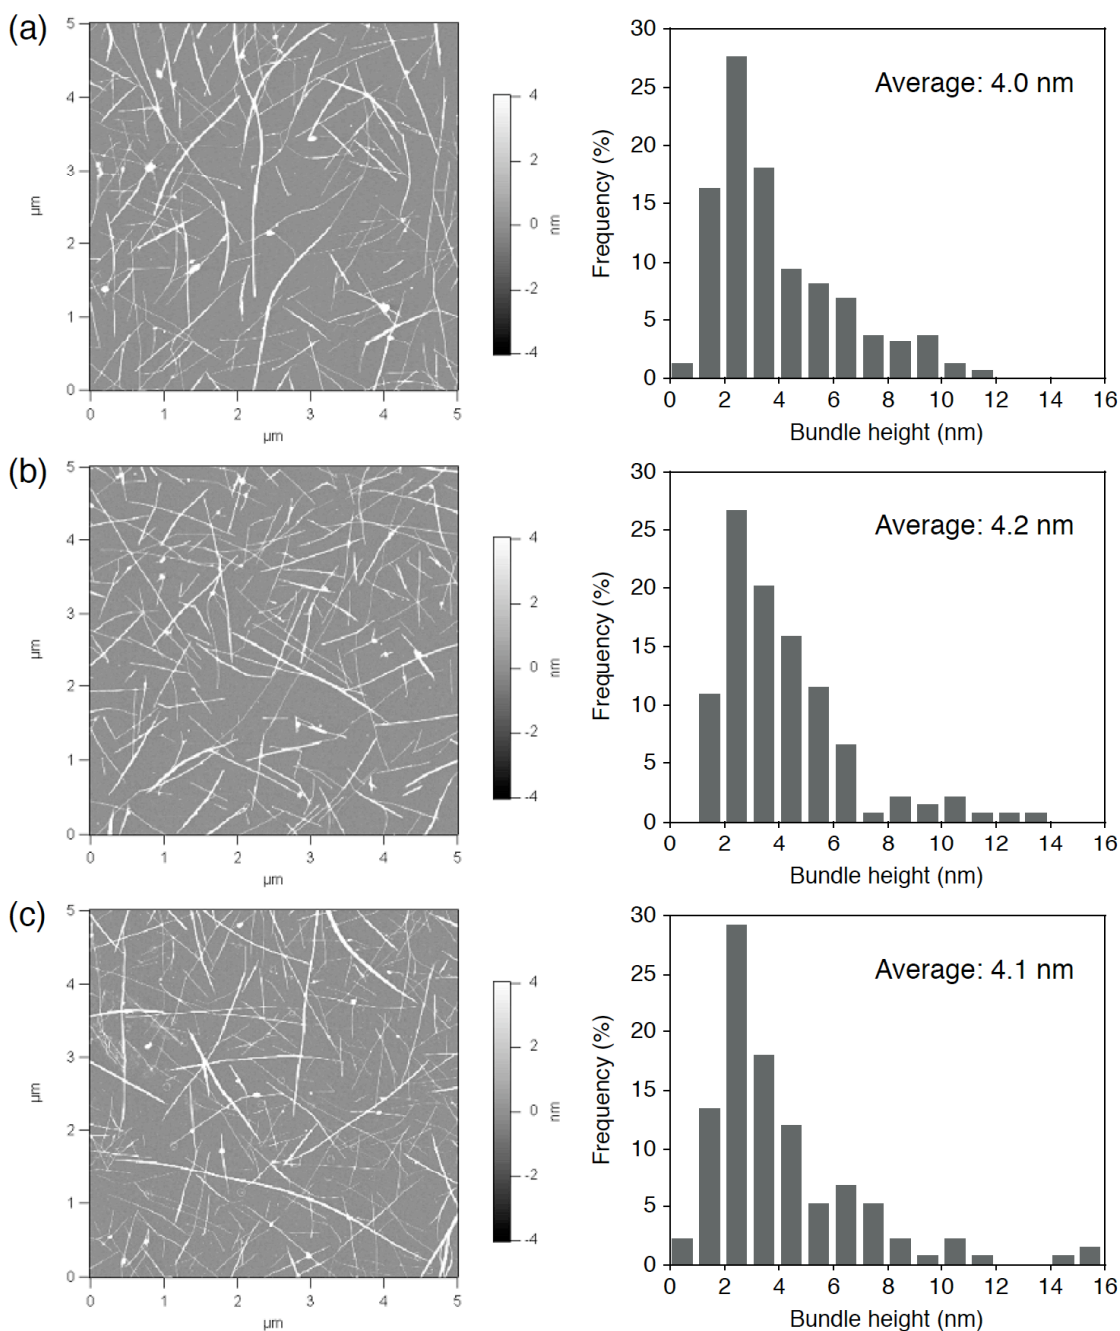 (a)
5
4
3
2
1
0
µm
0 1 2 3 4 5
µm
4
2
0
-2
-4
nm
30
25
20
15
10
5
0
Frequency (%)
Average: 4.0 nm
0 2 4 6 8 10 12 14 16
Bundle height (nm)
(b)
5
4
3
2
1
0
µm
0 1 2 3 4 5
µm
4
2
0
-2
-4
nm
30
25
20
15
10
5
0
Frequency (%)
Average: 4.2 nm
0 2 4 6 8 10 12 14 16
Bundle height (nm)
(c)
5
4
3
2
1
0
µm
0 1 2 3 4 5
µm
4
2
0
-2
-4
nm
30
25
20
15
10
5
0
Frequency (%)
Average: 4.1 nm
0 2 4 6 8 10 12 14 16
Bundle height (nm)